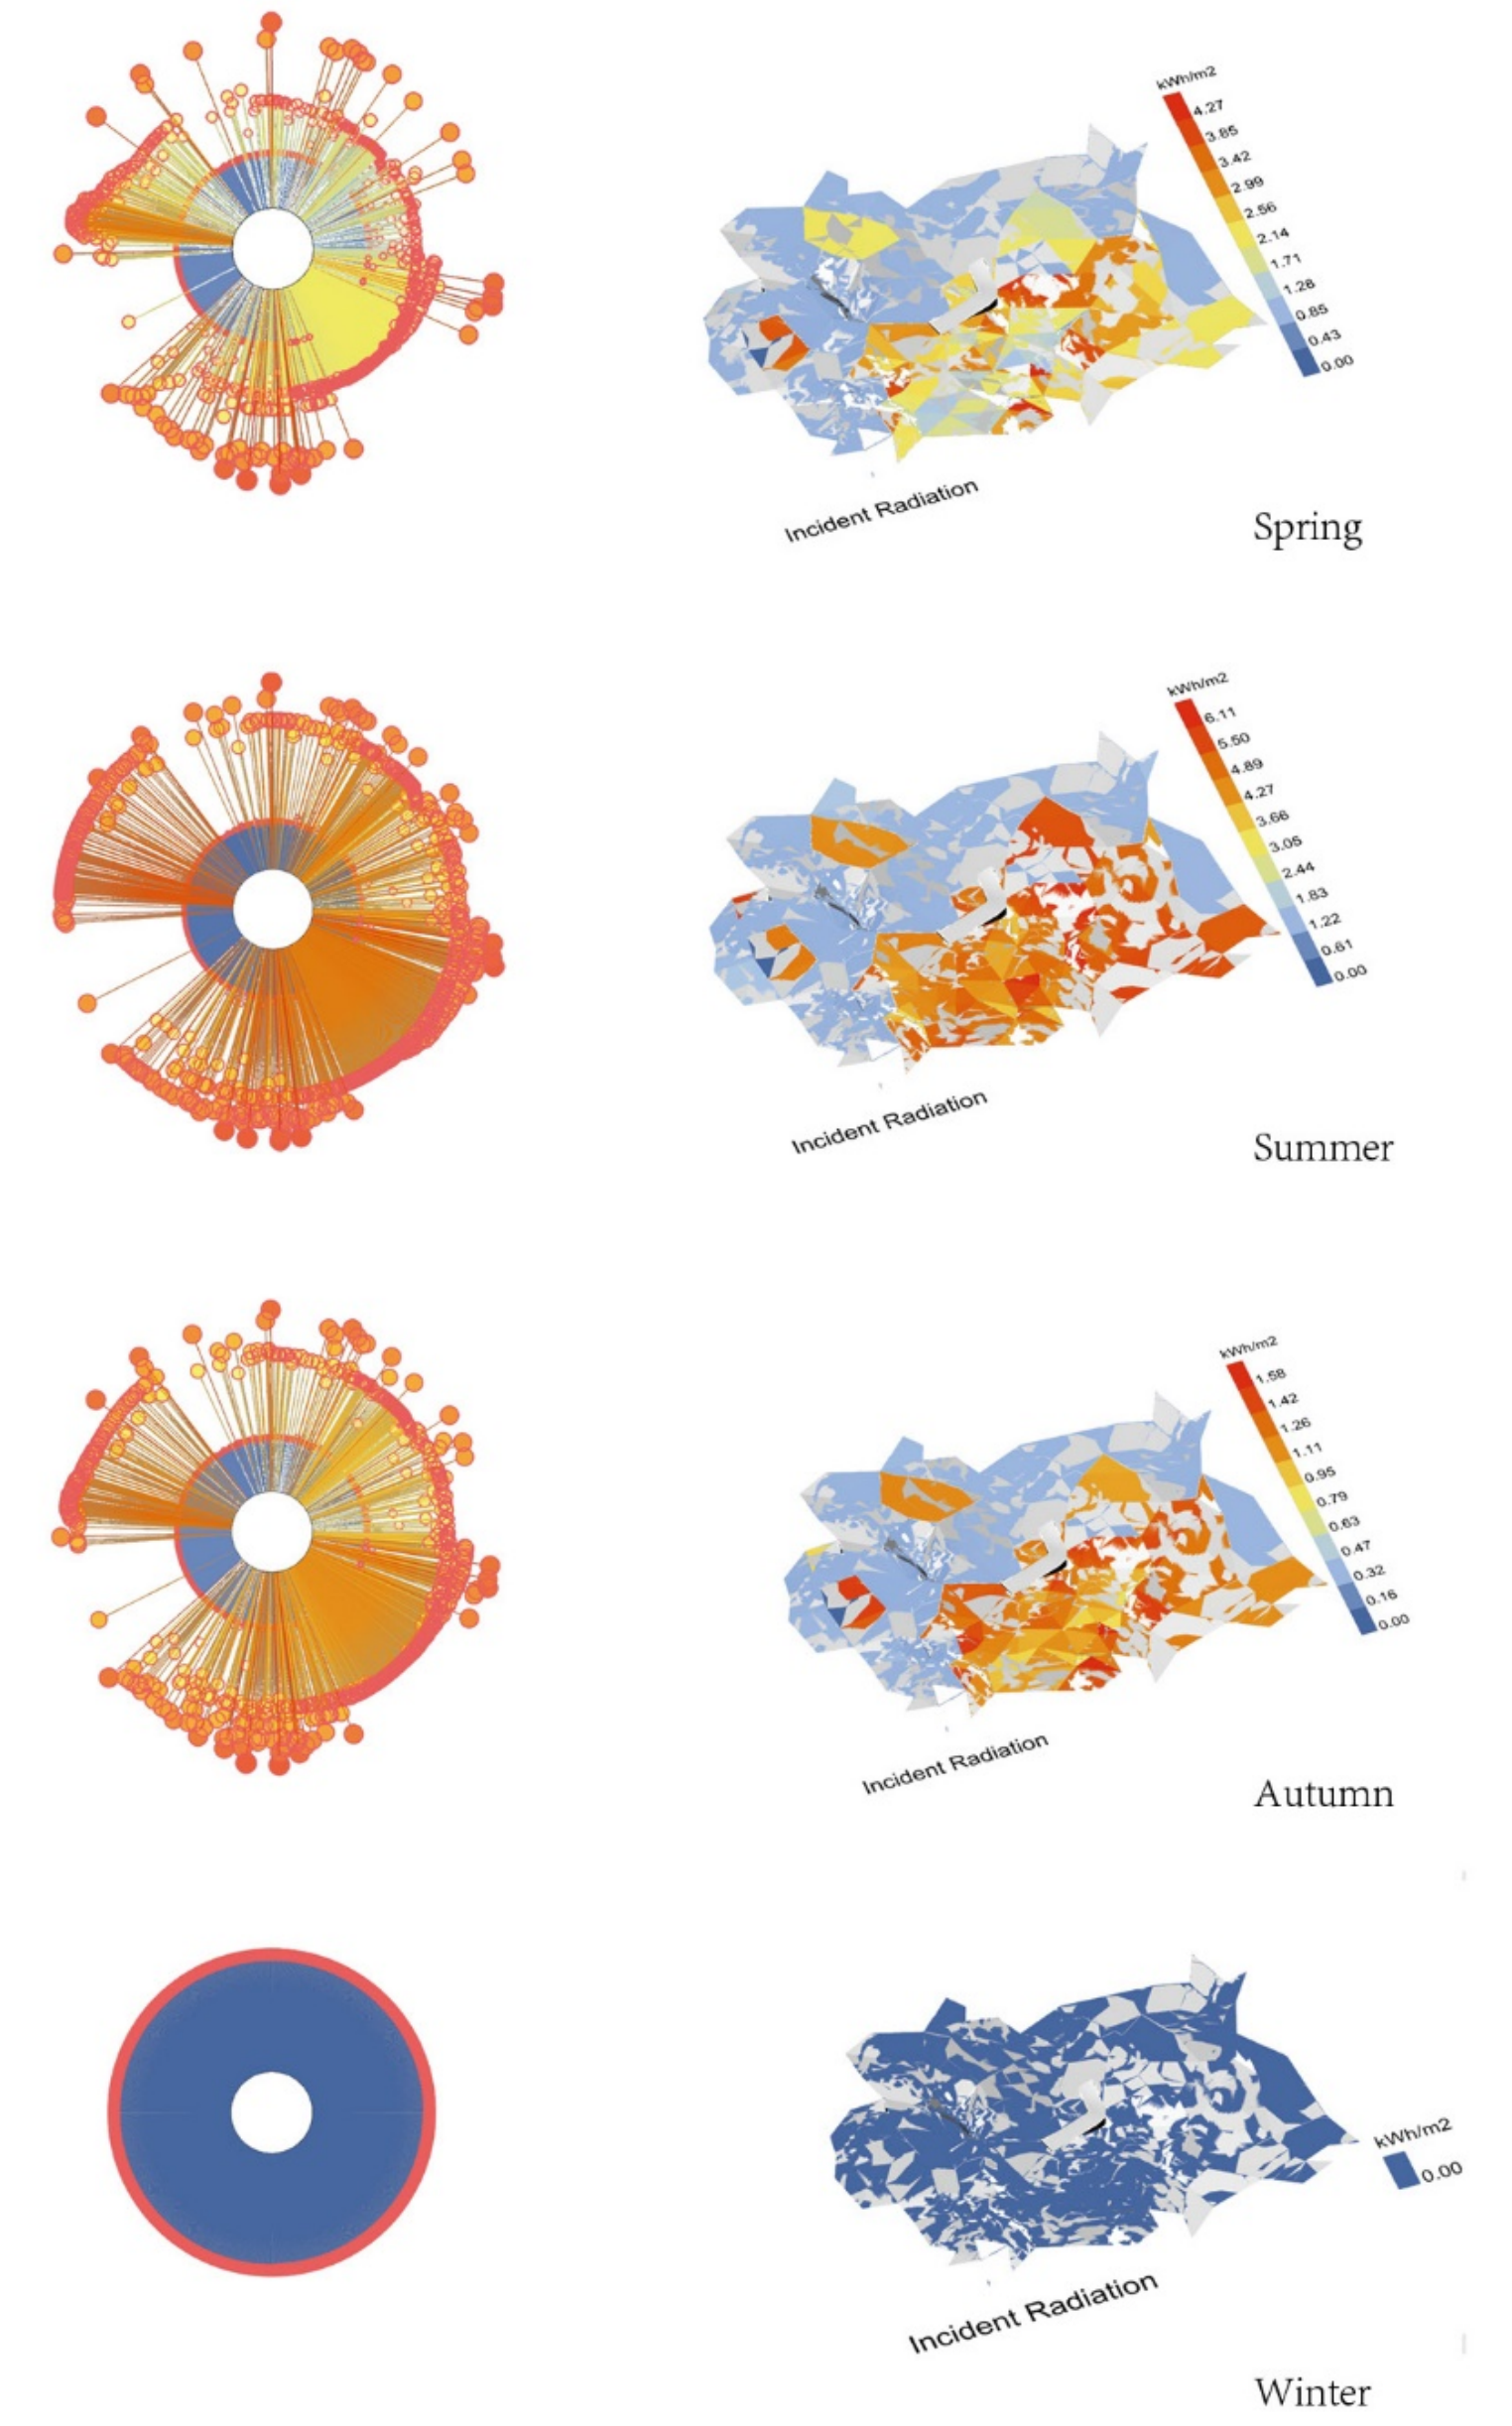 kWh/m2
4.27
3.85
3.42
2.99
2.56
2.14
1.71
1.28
0.85
0.43
0.00
Incident Radiation
Spring
kWh/m2
6.11
5.50
4.89
4.27
3.66
3.05
2.44
1.83
1.22
0.61
0.00
Incident Radiation
Summer
kWh/m2
1.58
1.42
1.26
1.11
0.95
0.79
0.63
0.47
0.32
0.16
0.00
Incident Radiation
Autumn
kWh/m2
0.00
Incident Radiation
Winter